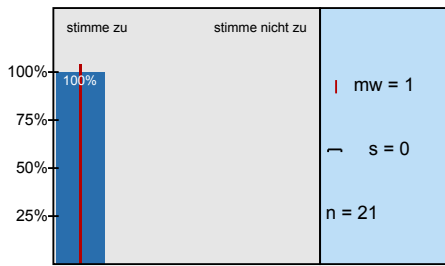 stimme zu stimme nicht zu
100%
100%
mw = 1
75%
50%
s = 0
25%
n = 21